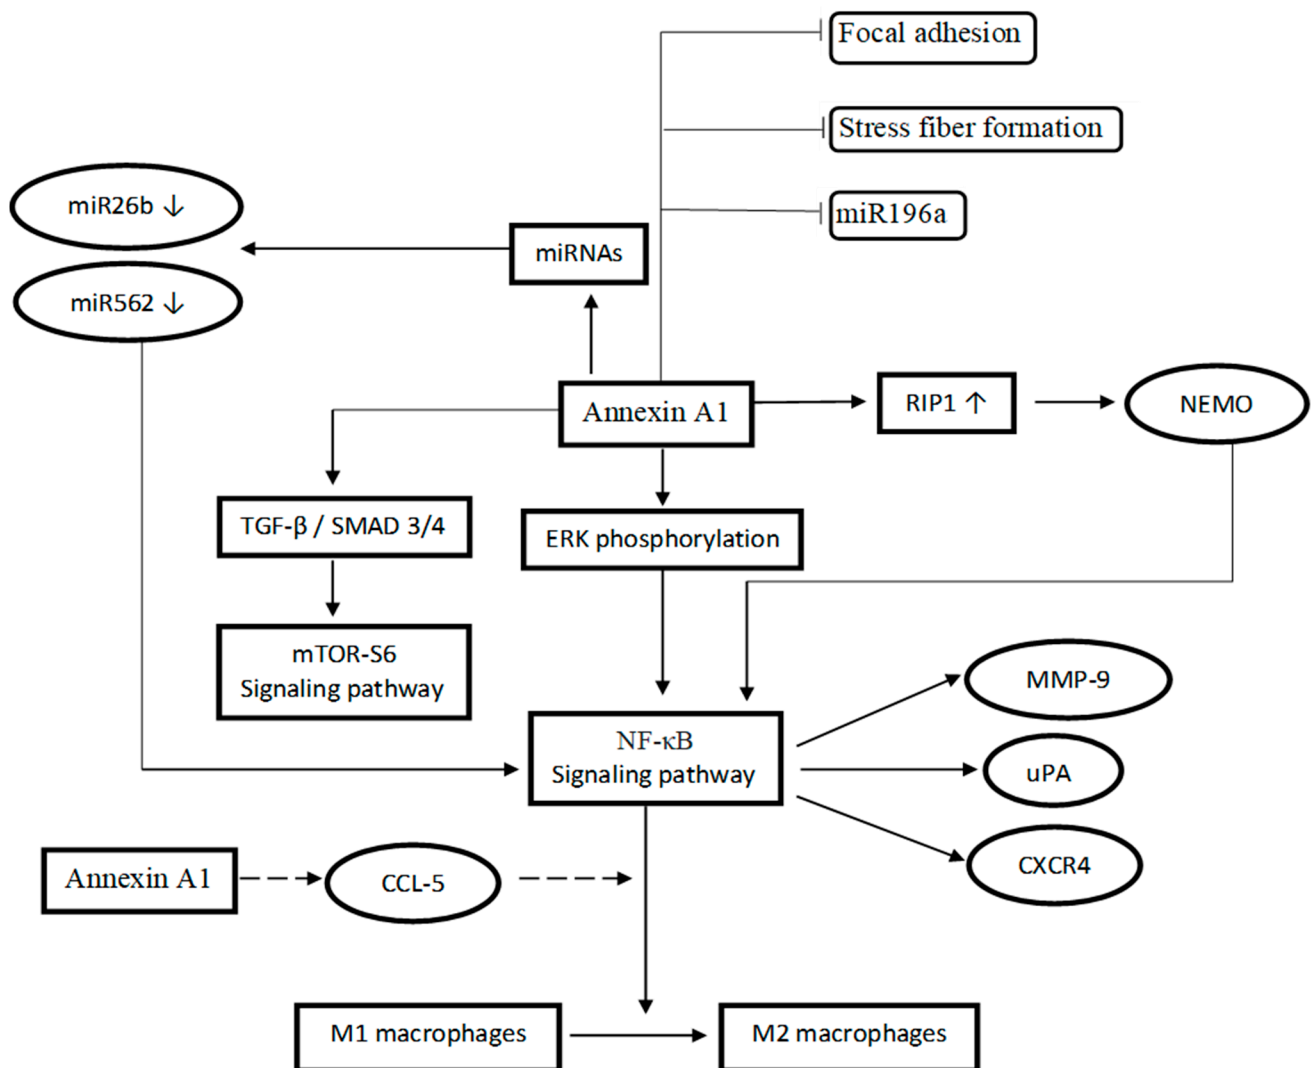 Focal adhesion
Stress fiber formation
miR26b ↓
miR196a
miRNAs
miR562 ↓
Annexin A1
RIP1 ↑
NEMO
TGF-β / SMAD 3/4
ERK phosphorylation
mTOR-S6
Signaling pathway
MMP-9
NF-κB
Signaling pathway
uPA
CXCR4
Annexin A1
CCL-5
M1 macrophages
M2 macrophages